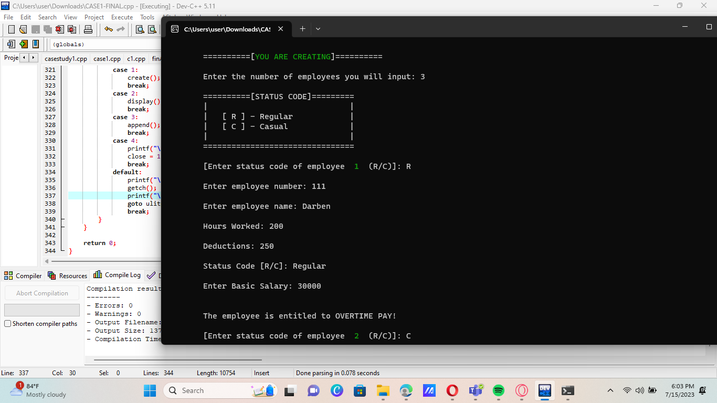 C:\Users\user\Downloads\CASE1-FINAL.cpp - [Executing] - Dev-C++ 5.11
File Edit Search View Project Execute Tools
(globals)
Proje casestudy1.cpp case1.cpp c1.cpp
321 case 1:
322 create();
323 break;
324 case 2:
325 display()
326 break;
327 case 3:
328 append();
329 break;
330 case 4:
331 printf("\
332 close = 1
333 break;
334 default:
335 printf("\
336 getch();
337 printf("\
338 goto ulit
339 break;
340 }
341 }
342
343 return 0;
344 }
C:\Users\user\Downloads\CAS
==========[YOU ARE CREATING]==========
Enter the number of employees you will input: 3
==========[STATUS CODE]=========
| |
| [ R ] - Regular |
| [ C ] - Casual |
| |
================================
[Enter status code of employee 1 (R/C)]: R
Enter employee number: 111
Enter employee name: Darben
Hours Worked: 200
Deductions: 250
Status Code [R/C]: Regular
Enter Basic Salary: 30000
The employee is entitled to OVERTIME PAY!
[Enter status code of employee 2 (R/C)]: C
Compiler Resources Compile Log
Abort Compilation
Shorten compiler paths
Compilation result
--------
- Errors: 0
- Warnings: 0
- Output Filename:
- Output Size: 137
- Compilation Time
Line: 337 Col: 30 Sel: 0 Lines: 344 Length: 10754 Insert Done parsing in 0.078 seconds
1
84°F
Mostly cloudy
Search
DEV
6:03 PM
7/15/2023